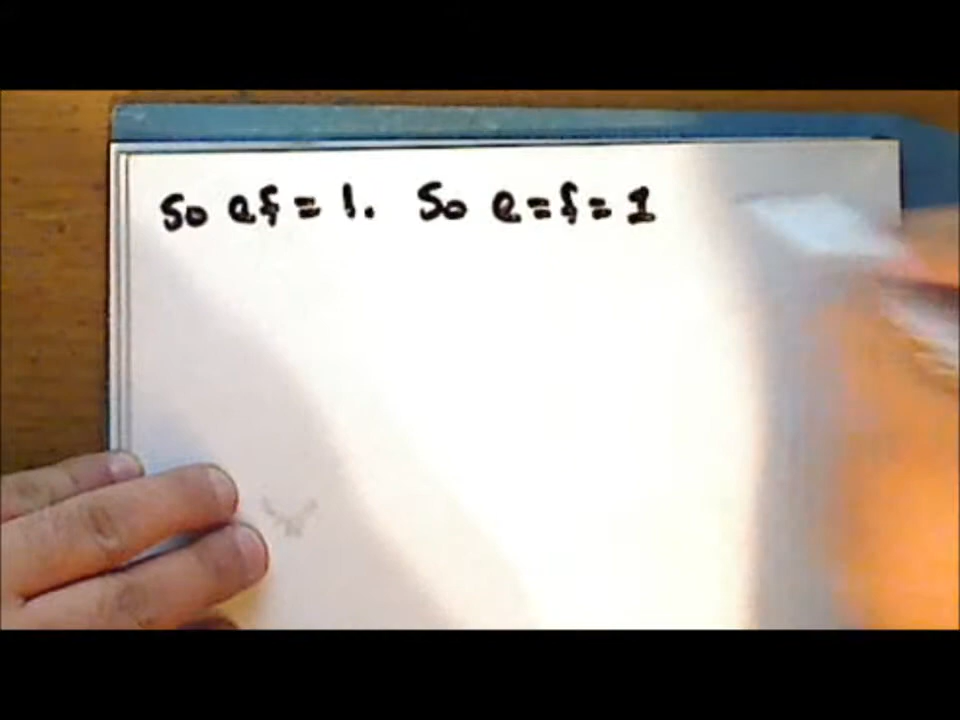 So ef = 1. So e = f = 1